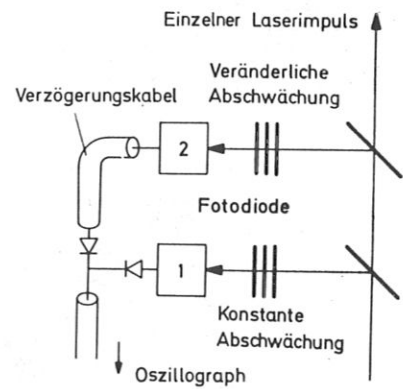 Einzelner Laserimpuls
Veränderliche
Abschwächung
Verzögerungskabel
2
Fotodiode
1
Konstante
Abschwächung
Oszillograph